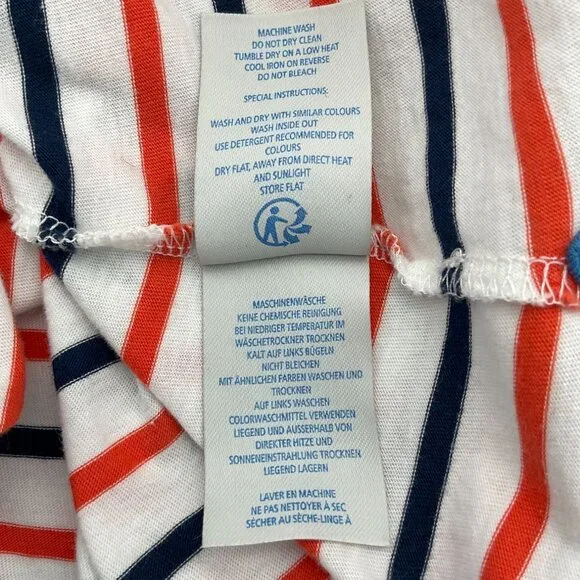 MACHINE WASH
DO NOT DRY CLEAN
TUMBLE DRY ON A LOW HEAT
COOL IRON ON REVERSE
DO NOT BLEACH
SPECIAL INSTRUCTIONS:
WASH AND DRY WITH SIMILAR COLOURS
WASH INSIDE OUT
USE DETERGENT RECOMMENDED FOR
COLOURS
DRY FLAT, AWAY FROM DIRECT HEAT
AND SUNLIGHT
STORE FLAT
MASCHINENWÄSCHE
KEINE CHEMISCHE REINIGUNG
BEI NIEDRIGER TEMPERATUR IM
WÄSCHETROCKNER TROCKNEN
KALT AUF LINKS BÜGELN
NICHT BLEICHEN
MIT ÄHNLICHEN FARBEN WASCHEN UND
TROCKNEN
AUF LINKS WASCHEN
COLORWASCHMITTEL VERWENDEN
LIEGEND UND AUSSERHALB VON
DIREKTER HITZE UND
SONNEEINSTRAHLUNG TROCKNEN
LIEGEND LAGERN
LAVER EN MACHINE
NE PAS NETTOYER À SEC
SÉCHER AU SÈCHE-LINGE À